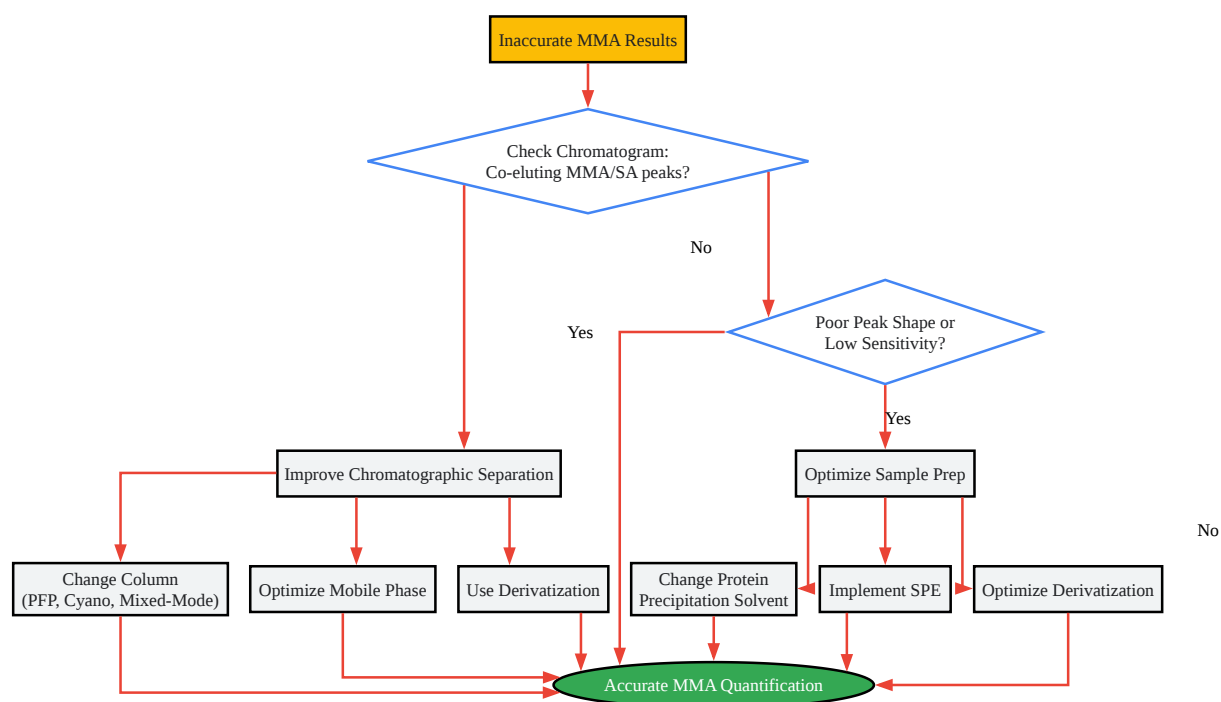 Inaccurate MMA Results
Check Chromatogram:
Co-eluting MMA/SA peaks?
No
Yes
Poor Peak Shape or
Low Sensitivity?
Yes
Improve Chromatographic Separation
Optimize Sample Prep
No
Change Column
(PFP, Cyano, Mixed-Mode)
Optimize Mobile Phase
Use Derivatization
Change Protein
Precipitation Solvent
Implement SPE
Optimize Derivatization
Accurate MMA Quantification